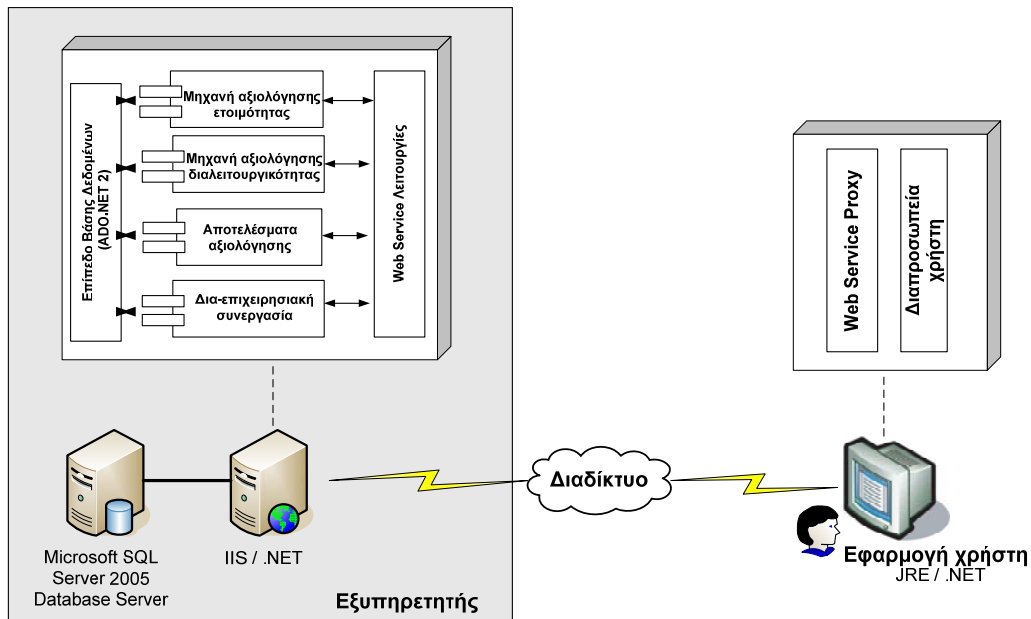 Επίπεδο Βάσης Δεδομένων
(ADO.NET 2)
Μηχανή αξιολόγησης
ετοιμότητας
Μηχανή αξιολόγησης
διαλειτουργικότητας
Αποτελέσματα
αξιολόγησης
Δια-επιχειρησιακή
συνεργασία
Web Service Λειτουργίες
Web Service Proxy
Διαπροσωπεία
χρήστη
Microsoft SQL
Server 2005
Database Server
IIS / .NET
Εξυπηρετητής
Διαδίκτυο
Εφαρμογή χρήστη
JRE / .NET